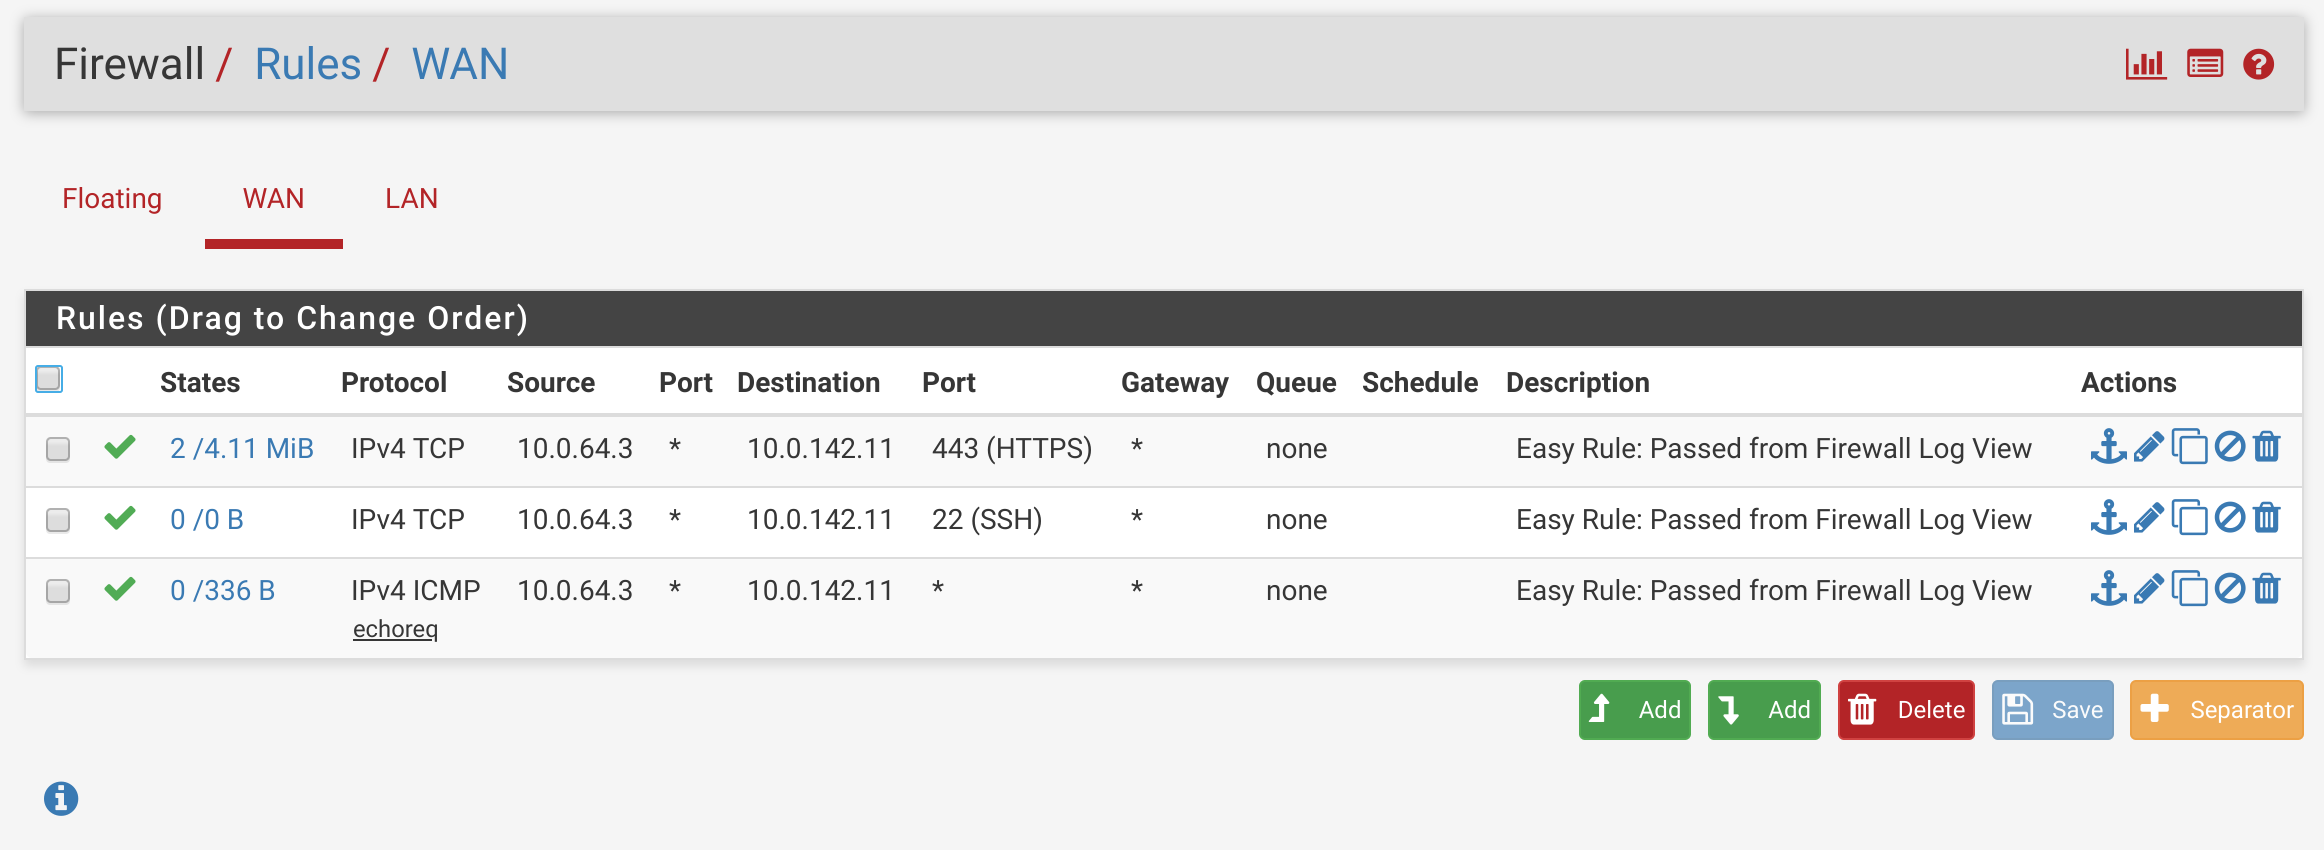 Firewall / Rules / WAN
Floating WAN LAN
Rules (Drag to Change Order)
States Protocol Source Port Destination Port Gateway Queue Schedule Description Actions
2 /4.11 MiB IPv4 TCP 10.0.64.3 * 10.0.142.11 443 (HTTPS) * none Easy Rule: Passed from Firewall Log View
0 /0 B IPv4 TCP 10.0.64.3 * 10.0.142.11 22 (SSH) * none Easy Rule: Passed from Firewall Log View
0 /336 B IPv4 ICMP 10.0.64.3 * 10.0.142.11 * * none Easy Rule: Passed from Firewall Log View
echoreq
Add Add Delete Save Separator